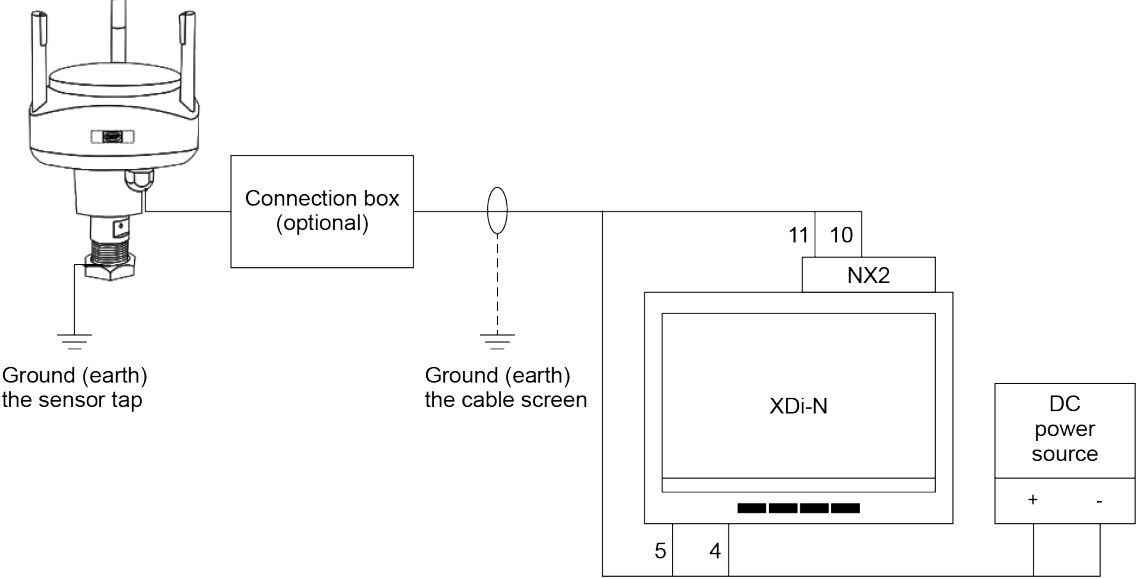 Connection box
(optional)
11 10
NX2
Ground (earth)
the sensor tap
Ground (earth)
the cable screen
XDi-N
DC
power
source
+ -
5 4